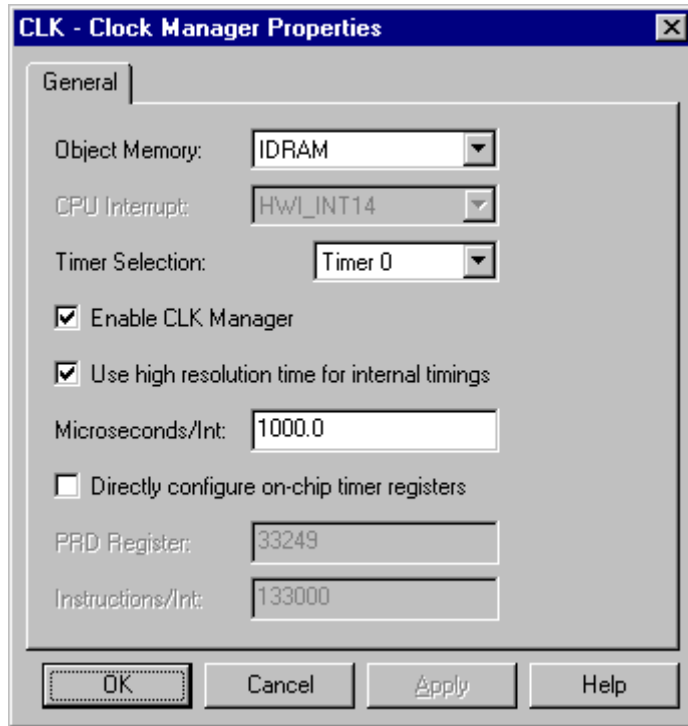 CLK - Clock Manager Properties
General
Object Memory: IDRAM
CPU Interrupt: HWI_INT14
Timer Selection: Timer 0
Enable CLK Manager
Use high resolution time for internal timings
Microseconds/Int: 1000.0
Directly configure on-chip timer registers
PRD Register: 33249
Instructions/Int: 133000
OK Cancel Apply Help